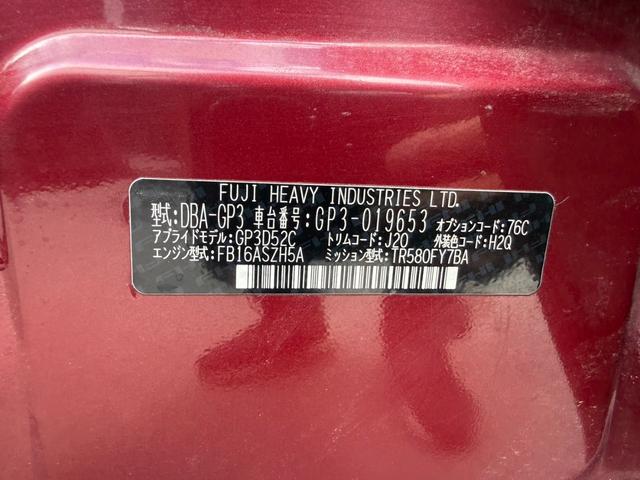 FUJI HEAVY INDUSTRIES LTD.
型式:DBA-GP3 車台番号:GP3-019653 オプションコード:76C
アプライドモデル:GP3D52C トリムコード:J20 外装色コード:H2Q
エンジン型式:FB16ASZH5A ミッション型式:TR580FY7BA